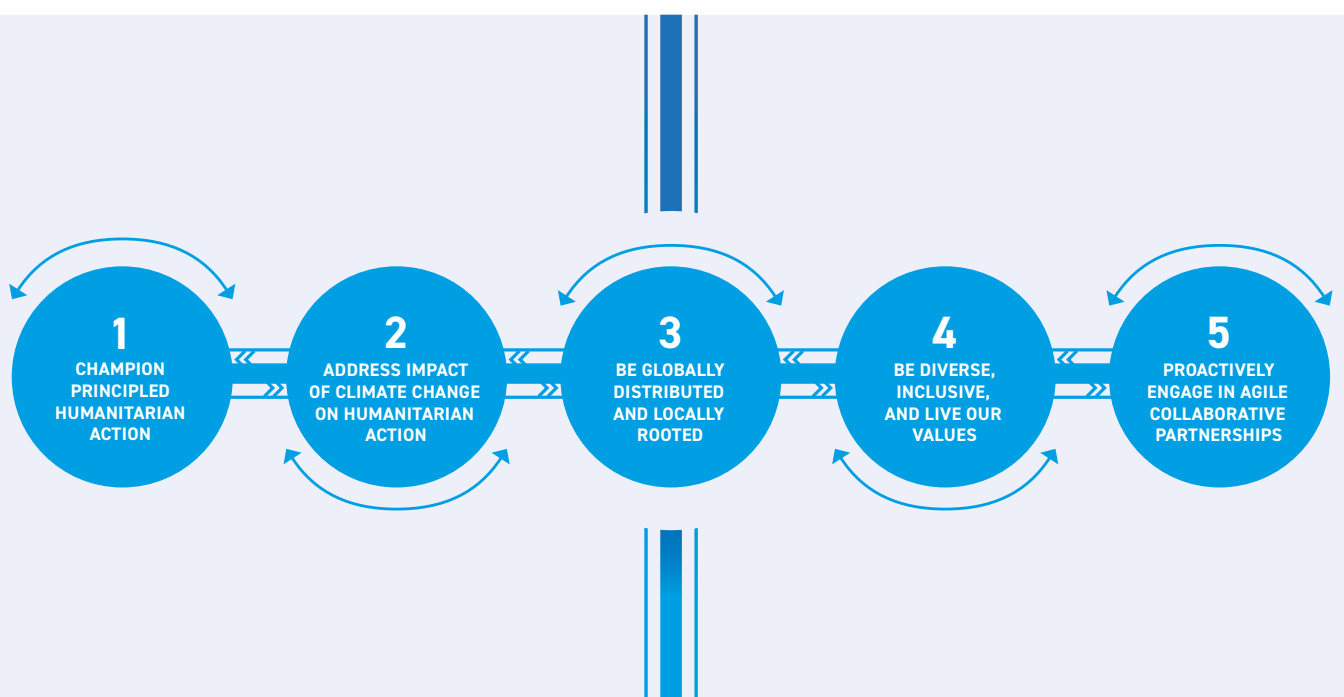 1
CHAMPION
PRINCIPLED
HUMANITARIAN
ACTION
2
ADDRESS IMPACT
OF CLIMATE CHANGE
ON HUMANITARIAN
ACTION
3
BE GLOBALLY
DISTRIBUTED
AND LOCALLY
ROOTED
4
BE DIVERSE,
INCLUSIVE,
AND LIVE OUR
VALUES
5
PROACTIVELY
ENGAGE IN AGILE
COLLABORATIVE
PARTNERSHIPS